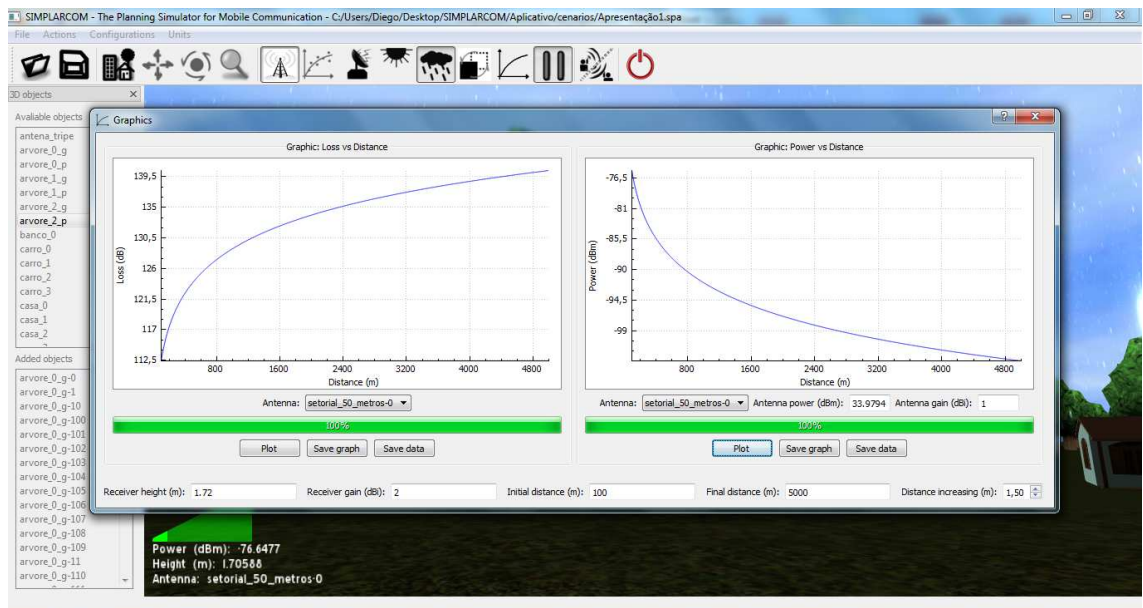 SIMPLARCOM - The Planning Simulator for Mobile Communication - C:/Users/Diego/Desktop/SIMPLARCOM/Aplicativo/cenarios/Apresentação1.spa
File Actions Configurations Units
3D objects
Avaliable objects
antena_tripe
arvore_0_g
arvore_0_p
arvore_1_g
arvore_1_p
arvore_2_g
arvore_2_p
banco_0
carro_0
carro_1
carro_2
carro_3
casa_0
casa_1
casa_2
Added objects
arvore_0_g-0
arvore_0_g-1
arvore_0_g-10
arvore_0_g-100
arvore_0_g-101
arvore_0_g-102
arvore_0_g-103
arvore_0_g-104
arvore_0_g-105
arvore_0_g-106
arvore_0_g-107
arvore_0_g-108
arvore_0_g-109
arvore_0_g-11
arvore_0_g-110
Graphics
Graphic: Loss vs Distance
139,5
135
130,5
126
121,5
117
112,5
Loss (dB)
800 1600 2400 3200 4000 4800
Distance (m)
Antenna: setorial_50_metros-0
100%
Plot Save graph Save data
Graphic: Power vs Distance
-76,5
-81
-85,5
-90
-94,5
-99
Power (dBm)
800 1600 2400 3200 4000 4800
Distance (m)
Antenna: setorial_50_metros-0 Antenna power (dBm): 33.9794 Antenna gain (dBi): 1
100%
Plot Save graph Save data
Receiver height (m): 1.72 Receiver gain (dBi): 2 Initial distance (m): 100 Final distance (m): 5000 Distance increasing (m): 1,50
Power (dBm): -76.6477
Height (m): 1.70588
Antenna: setorial_50_metros-0